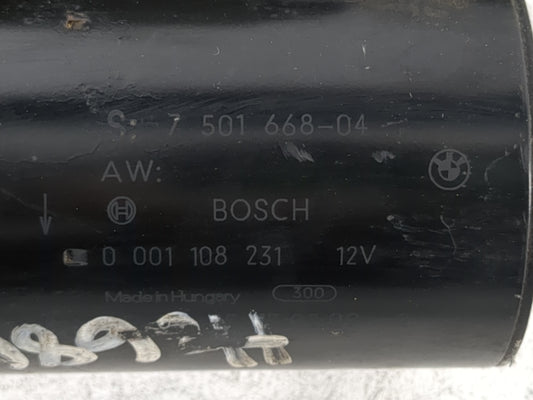 S- 7 501 668-04
AW:
BOSCH
0 001 108 231 12V
Made in Hungary 300